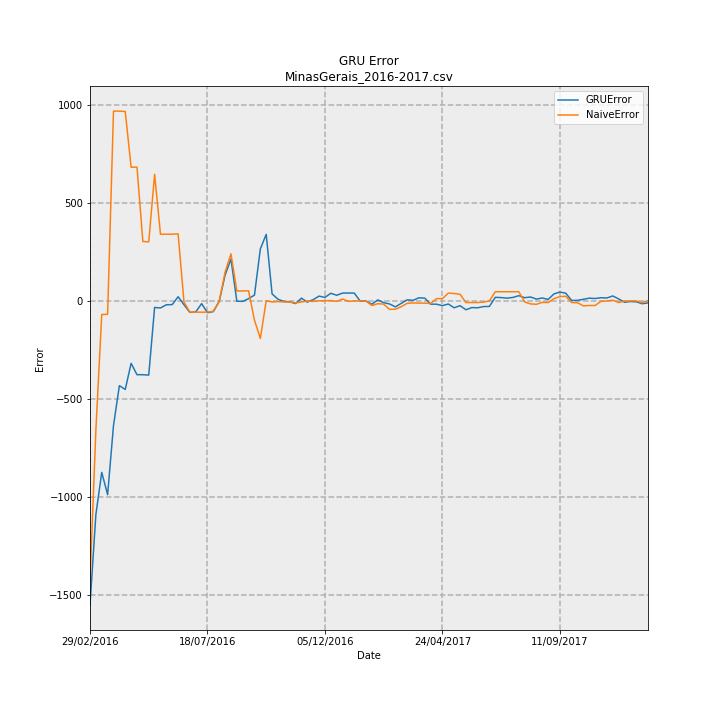 GRU Error
MinasGerais_2016-2017.csv
GRUError
NaiveError
1000
500
0
−500
−1000
−1500
Error
29/02/2016 18/07/2016 05/12/2016 24/04/2017 11/09/2017
Date